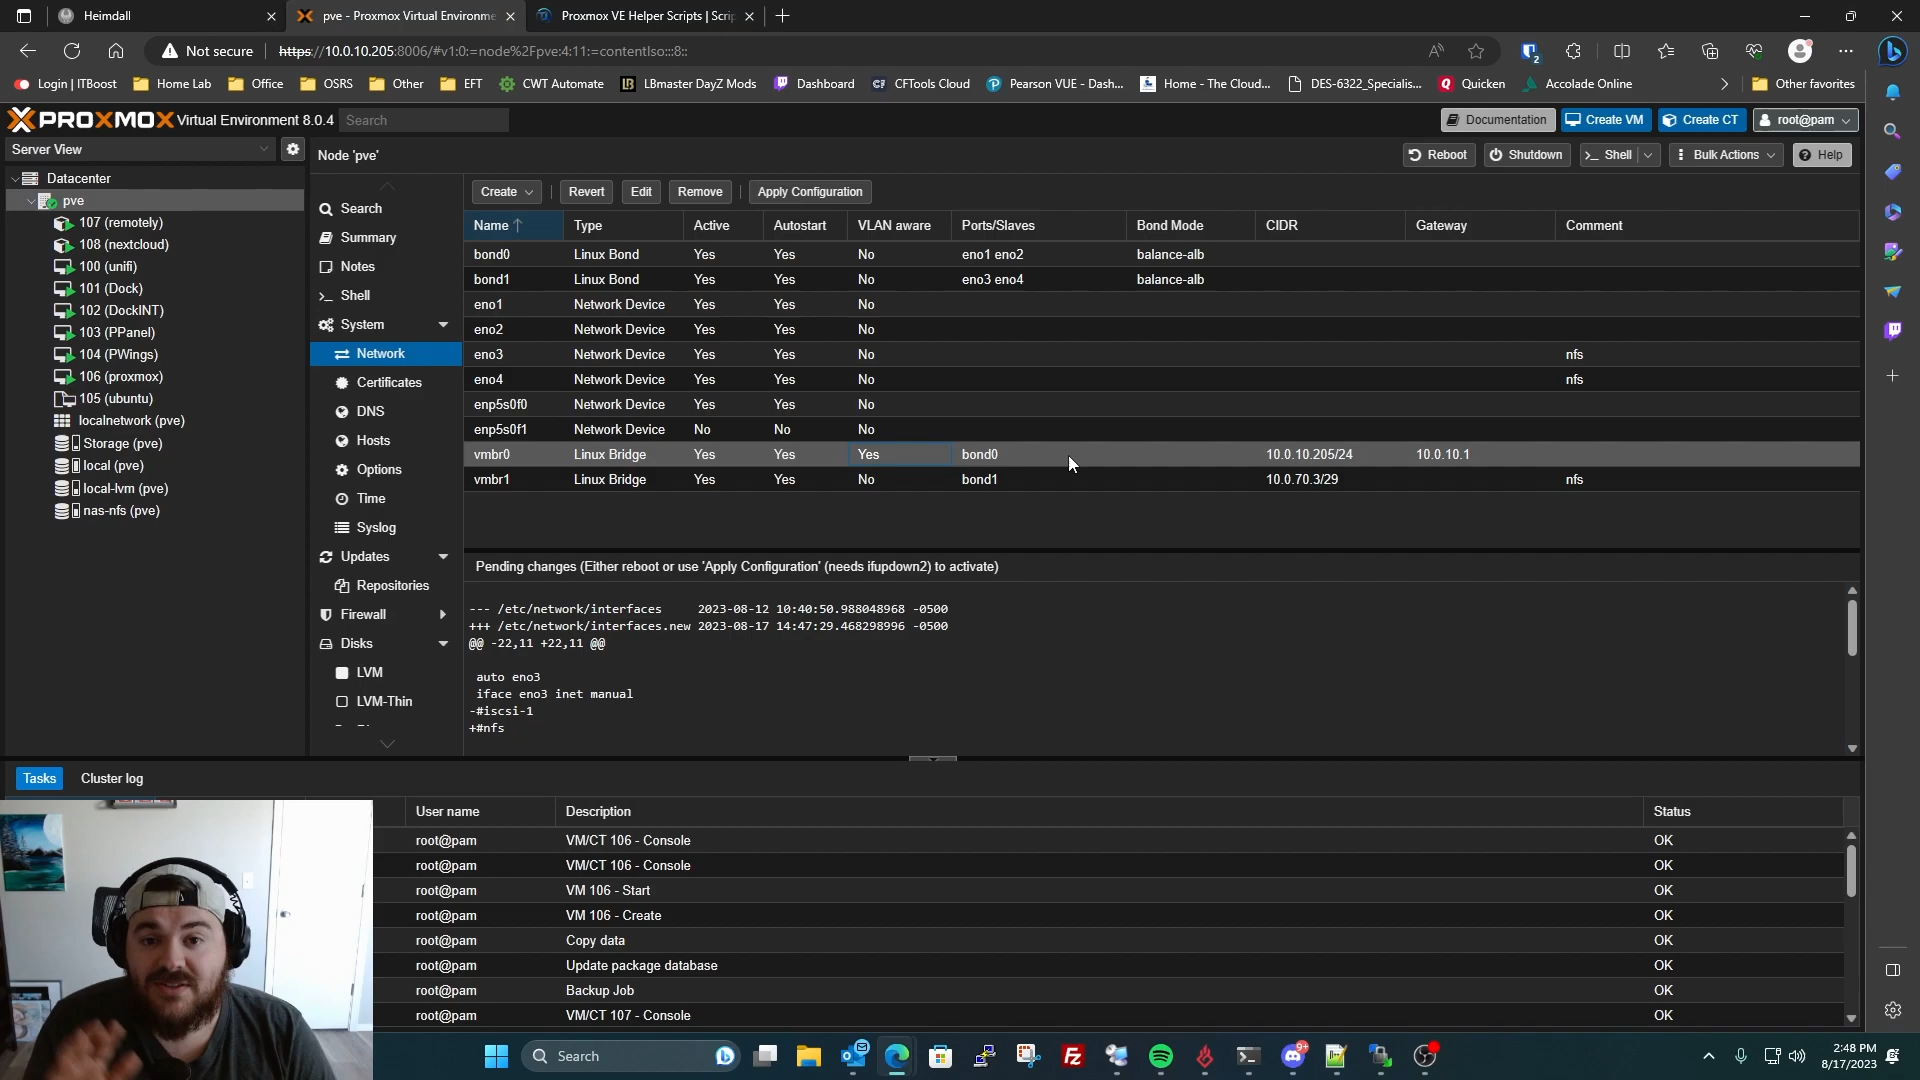 Heimdall
pve - Proxmox Virtual Environme
Proxmox VE Helper Scripts | Scrip
Not secure
https://10.0.10.205:8006/#v1:0:=node%2Fpve:4:11:=contentIso:::8::
Login | ITBoost
Home Lab
Office
OSRS
Other
EFT
CWT Automate
LBmaster DayZ Mods
Dashboard
CFTools Cloud
Pearson VUE - Dash...
Home - The Cloud...
DES-6322_Specialis...
Quicken
Accolade Online
Other favorites
PROXMOX Virtual Environment 8.0.4
Search
Documentation
Create VM
Create CT
root@pam
Server View
Node 'pve'
Reboot
Shutdown
Shell
Bulk Actions
Help
Datacenter
pve
107 (remotely)
108 (nextcloud)
100 (unifi)
101 (Dock)
102 (DockINT)
103 (PPanel)
104 (PWings)
106 (proxmox)
105 (ubuntu)
localnetwork (pve)
Storage (pve)
local (pve)
local-lvm (pve)
nas-nfs (pve)
Search
Summary
Notes
Shell
System
Network
Certificates
DNS
Hosts
Options
Time
Syslog
Updates
Repositories
Firewall
Disks
LVM
LVM-Thin
Create
Revert
Edit
Remove
Apply Configuration
Name Type Active Autostart VLAN aware Ports/Slaves Bond Mode CIDR Gateway Comment
bond0 Linux Bond Yes Yes No eno1 eno2 balance-alb
bond1 Linux Bond Yes Yes No eno3 eno4 balance-alb
eno1 Network Device Yes Yes No
eno2 Network Device Yes Yes No
eno3 Network Device Yes Yes No nfs
eno4 Network Device Yes Yes No nfs
enp5s0f0 Network Device Yes Yes No
enp5s0f1 Network Device No No No
vmbr0 Linux Bridge Yes Yes Yes bond0 10.0.10.205/24 10.0.10.1
vmbr1 Linux Bridge Yes Yes No bond1 10.0.70.3/29 nfs
Pending changes (Either reboot or use 'Apply Configuration' (needs ifupdown2) to activate)
--- /etc/network/interfaces 2023-08-12 10:40:50.988048968 -0500
+++ /etc/network/interfaces.new 2023-08-17 14:47:29.468298996 -0500
@@ -22,11 +22,11 @@
auto eno3
iface eno3 inet manual
-#iscsi-1
+#nfs
Tasks
Cluster log
User name Description Status
root@pam VM/CT 106 - Console OK
root@pam VM/CT 106 - Console OK
root@pam VM 106 - Start OK
root@pam VM 106 - Create OK
root@pam Copy data OK
root@pam Update package database OK
root@pam Backup Job OK
root@pam VM/CT 107 - Console OK
Search
2:48 PM
8/17/2023